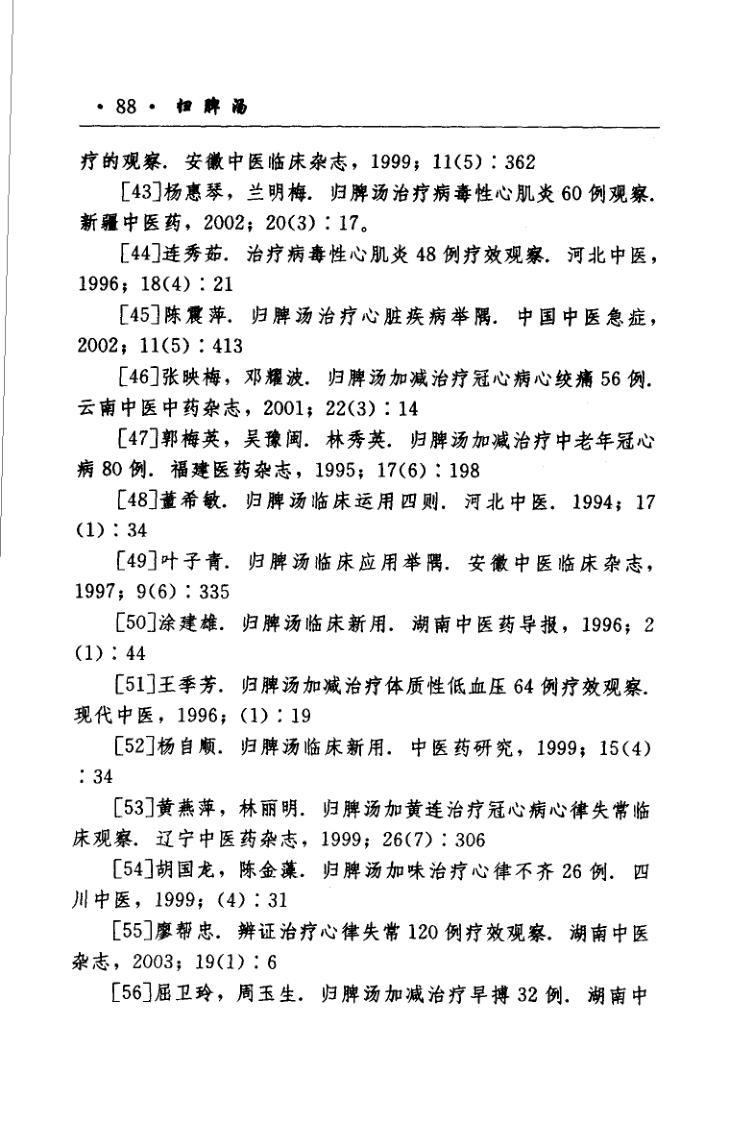 · 88 · 归脾汤
疗的观察. 安徽中医临床杂志，1999；11(5)：362
[43]杨惠琴，兰明梅. 归脾汤治疗病毒性心肌炎 60 例观察.
新疆中医药，2002；20(3)：17。
[44]连秀茹. 治疗病毒性心肌炎 48 例疗效观察. 河北中医，
1996；18(4)：21
[45]陈震萍. 归脾汤治疗心脏疾病举隅. 中国中医急症，
2002；11(5)：413
[46]张映梅，邓耀波. 归脾汤加减治疗冠心病心绞痛 56 例.
云南中医中药杂志，2001；22(3)：14
[47]郭梅英，吴豫闽. 林秀英. 归脾汤加减治疗中老年冠心
病 80 例. 福建医药杂志，1995；17(6)：198
[48]董希敏. 归脾汤临床运用四则. 河北中医. 1994；17
(1)：34
[49]叶子青. 归脾汤临床应用举隅. 安徽中医临床杂志，
1997；9(6)：335
[50]涂建雄. 归脾汤临床新用. 湖南中医药导报，1996；2
(1)：44
[51]王季芳. 归脾汤加减治疗体质性低血压 64 例疗效观察.
现代中医，1996；(1)：19
[52]杨自顺. 归脾汤临床新用. 中医药研究，1999；15(4)
：34
[53]黄燕萍，林丽明. 归脾汤加黄连治疗冠心病心律失常临
床观察. 辽宁中医药杂志，1999；26(7)：306
[54]胡国龙，陈金藻. 归脾汤加味治疗心律不齐 26 例. 四
川中医，1999；(4)：31
[55]廖帮忠. 辨证治疗心律失常 120 例疗效观察. 湖南中医
杂志，2003；19(1)：6
[56]屈卫玲，周玉生. 归脾汤加减治疗早搏 32 例. 湖南中